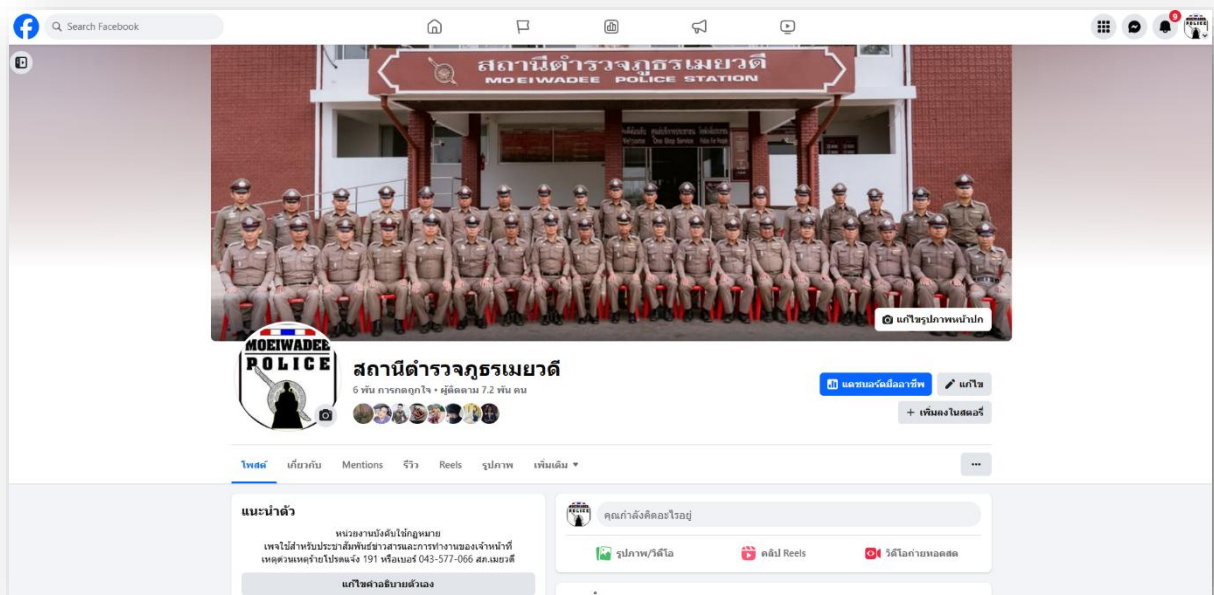 Search Facebook
9
สถานีตำรวจภูธรเมยวดี
MOEIWADEE POLICE STATION
One Stop Service
แก้ไขรูปภาพหน้าปก
MOEIWADEE
POLICE
สถานีตำรวจภูธรเมยวดี
6 พัน การกดถูกใจ • ผู้ติดตาม 7.2 พัน คน
แดชบอร์ดมืออาชีพ
แก้ไข
+ เพิ่มลงในสตอรี่
โพสต์ เกี่ยวกับ Mentions รีวิว Reels รูปภาพ เพิ่มเติม
แนะนำตัว
หน่วยงานบังคับใช้กฎหมาย
เพจใช้สำหรับประชาสัมพันธ์ข่าวสารและการทำงานของเจ้าหน้าที่
เหตุด่วนเหตุร้ายโปรดแจ้ง 191 หรือเบอร์ 043-577-066 สภ.เมยวดี
แก้ไขคำอธิบายตัวเอง
คุณกำลังคิดอะไรอยู่
รูปภาพ/วิดีโอ
คลิป Reels
วิดีโอถ่ายทอดสด